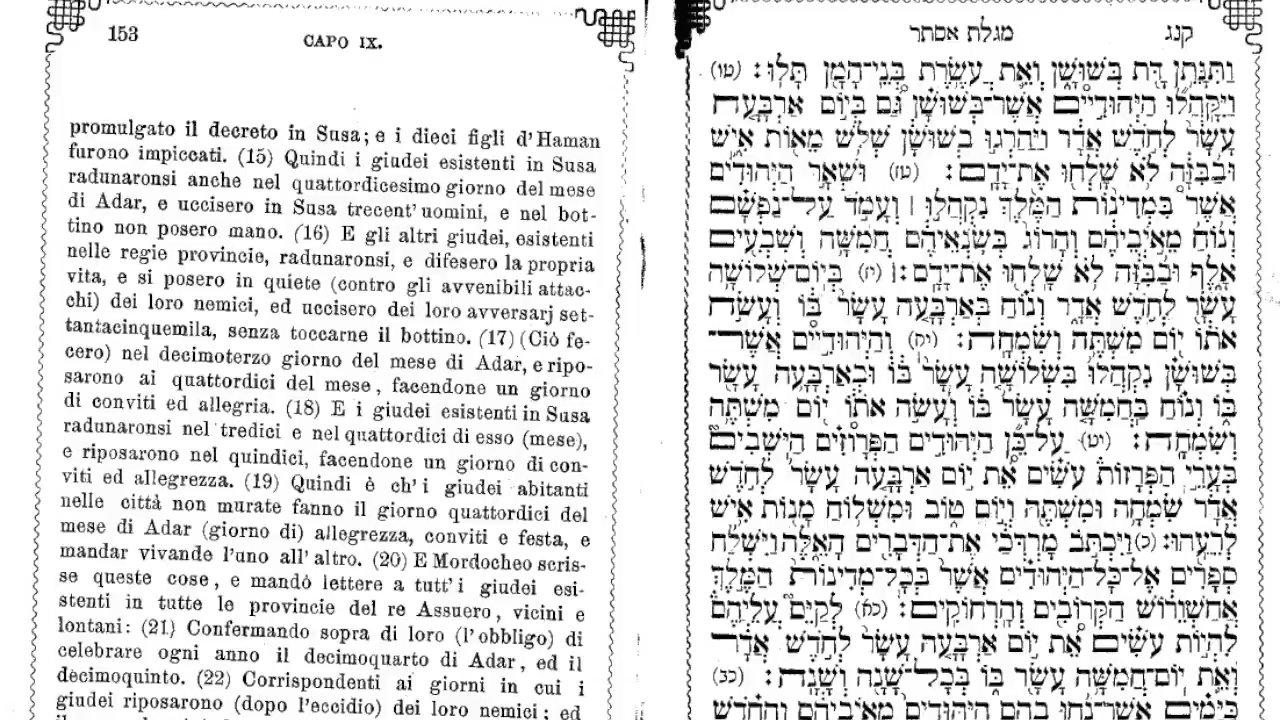 153
CAPO IX.
promulgato il decreto in Susa; e i dieci figli d'Haman
furono impiccati. (15) Quindi i giudei esistenti in Susa
radunaronsi anche nel quattordicesimo giorno del mese
di Adar, e uccisero in Susa trecent'uomini, e nel bot-
tino non posero mano. (16) E gli altri giudei, esistenti
nelle regie provincie, radunaronsi, e difesero la propria
vita, e si posero in quiete (contro gli avvenibili attac-
chi) dei loro nemici, ed uccisero dei loro avversarj set-
tantacinquemila, senza toccarne il bottino. (17) (Ciò fe-
cero) nel decimoterzo giorno del mese di Adar, e ripo-
sarono ai quattordici del mese, facendone un giorno
di conviti ed allegria. (18) E i giudei esistenti in Susa
radunaronsi nel tredici e nel quattordici di esso (mese),
e riposarono nel quindici, facendone un giorno di con-
viti ed allegrezza. (19) Quindi è ch'i giudei abitanti
nelle città non murate fanno il giorno quattordici del
mese di Adar (giorno di) allegrezza, conviti e festa, e
mandar vivande l'uno all'altro. (20) E Mordocheo scris-
se queste cose, e mandò lettere a tutt'i giudei esi-
stenti in tutte le provincie del re Assuero, vicini e
lontani: (21) Confermando sopra di loro (l'obbligo) di
celebrare ogni anno il decimoquarto di Adar, ed il
decimoquinto. (22) Corrispondenti ai giorni in cui i
giudei riposarono (dopo l'eccidio) dei loro nemici; ed
מגלת אסתר
קנג
וַתִּנָּתֵן דָּת בְּשׁוּשָׁן וְאֵת עֲשֶׂרֶת בְּנֵי־הָמָן תָּלוּ׃ (טו)
וַיִּקָּהֲלוּ הַיְּהוּדִיים אֲשֶׁר־בְּשׁוּשָׁן גַּם בְּיוֹם אַרְבָּעָה
עָשָׂר לְחֹדֶשׁ אֲדָר וַיַּהַרְגוּ בְשׁוּשָׁן שְׁלֹשׁ מֵאוֹת אִישׁ
וּבַבִּזָּה לֹא שָׁלְחוּ אֶת־יָדָם׃ (טז) וּשְׁאָר הַיְּהוּדִים
אֲשֶׁר בִּמְדִינוֹת הַמֶּלֶךְ נִקְהֲלוּ ׀ וְעָמֹד עַל־נַפְשָׁם
וְנוֹחַ מֵאֹיְבֵיהֶם וְהָרוֹג בְּשֹׂנְאֵיהֶם חֲמִשָּׁה וְשִׁבְעִים
אָלֶף וּבַבִּזָּה לֹא שָׁלְחוּ אֶת־יָדָם׃ (יז) בְּיוֹם־שְׁלוֹשָׁה
עָשָׂר לְחֹדֶשׁ אֲדָר וְנוֹחַ בְּאַרְבָּעָה עָשָׂר בּוֹ וְעָשֹׂה
אֹתוֹ יוֹם מִשְׁתֶּה וְשִׂמְחָה׃ (יח) וְהַיְּהוּדִיים אֲשֶׁר־
בְּשׁוּשָׁן נִקְהֲלוּ בִּשְׁלוֹשָׁה עָשָׂר בּוֹ וּבְאַרְבָּעָה עָשָׂר
בּוֹ וְנוֹחַ בַּחֲמִשָּׁה עָשָׂר בּוֹ וְעָשֹׂה אֹתוֹ יוֹם מִשְׁתֶּה
וְשִׂמְחָה׃ (יט) עַל־כֵּן הַיְּהוּדִים הַפְּרָוֹזִים הַיֹּשְׁבִים
בְּעָרֵי הַפְּרָזוֹת עֹשִׂים אֵת יוֹם אַרְבָּעָה עָשָׂר לְחֹדֶשׁ
אֲדָר שִׂמְחָה וּמִשְׁתֶּה וְיוֹם טוֹב וּמִשְׁלוֹחַ מָנוֹת אִישׁ
לְרֵעֵהוּ׃ (כ) וַיִּכְתֹּב מָרְדֳּכַי אֶת־הַדְּבָרִים הָאֵלֶּה וַיִּשְׁלַח
סְפָרִים אֶל־כָּל־הַיְּהוּדִים אֲשֶׁר בְּכָל־מְדִינוֹת הַמֶּלֶךְ
אֲחַשְׁוֵרוֹשׁ הַקְּרוֹבִים וְהָרְחוֹקִים׃ (כא) לְקַיֵּם עֲלֵיהֶם
לִהְיוֹת עֹשִׂים אֵת יוֹם אַרְבָּעָה עָשָׂר לְחֹדֶשׁ אֲדָר
וְאֵת יוֹם־חֲמִשָּׁה עָשָׂר בּוֹ בְּכָל־שָׁנָה וְשָׁנָה׃ (כב)
כַּיָּמִים אֲשֶׁר־נָחוּ בָהֶם הַיְּהוּדִים מֵאֹיְבֵיהֶם וְהַחֹדֶשׁ